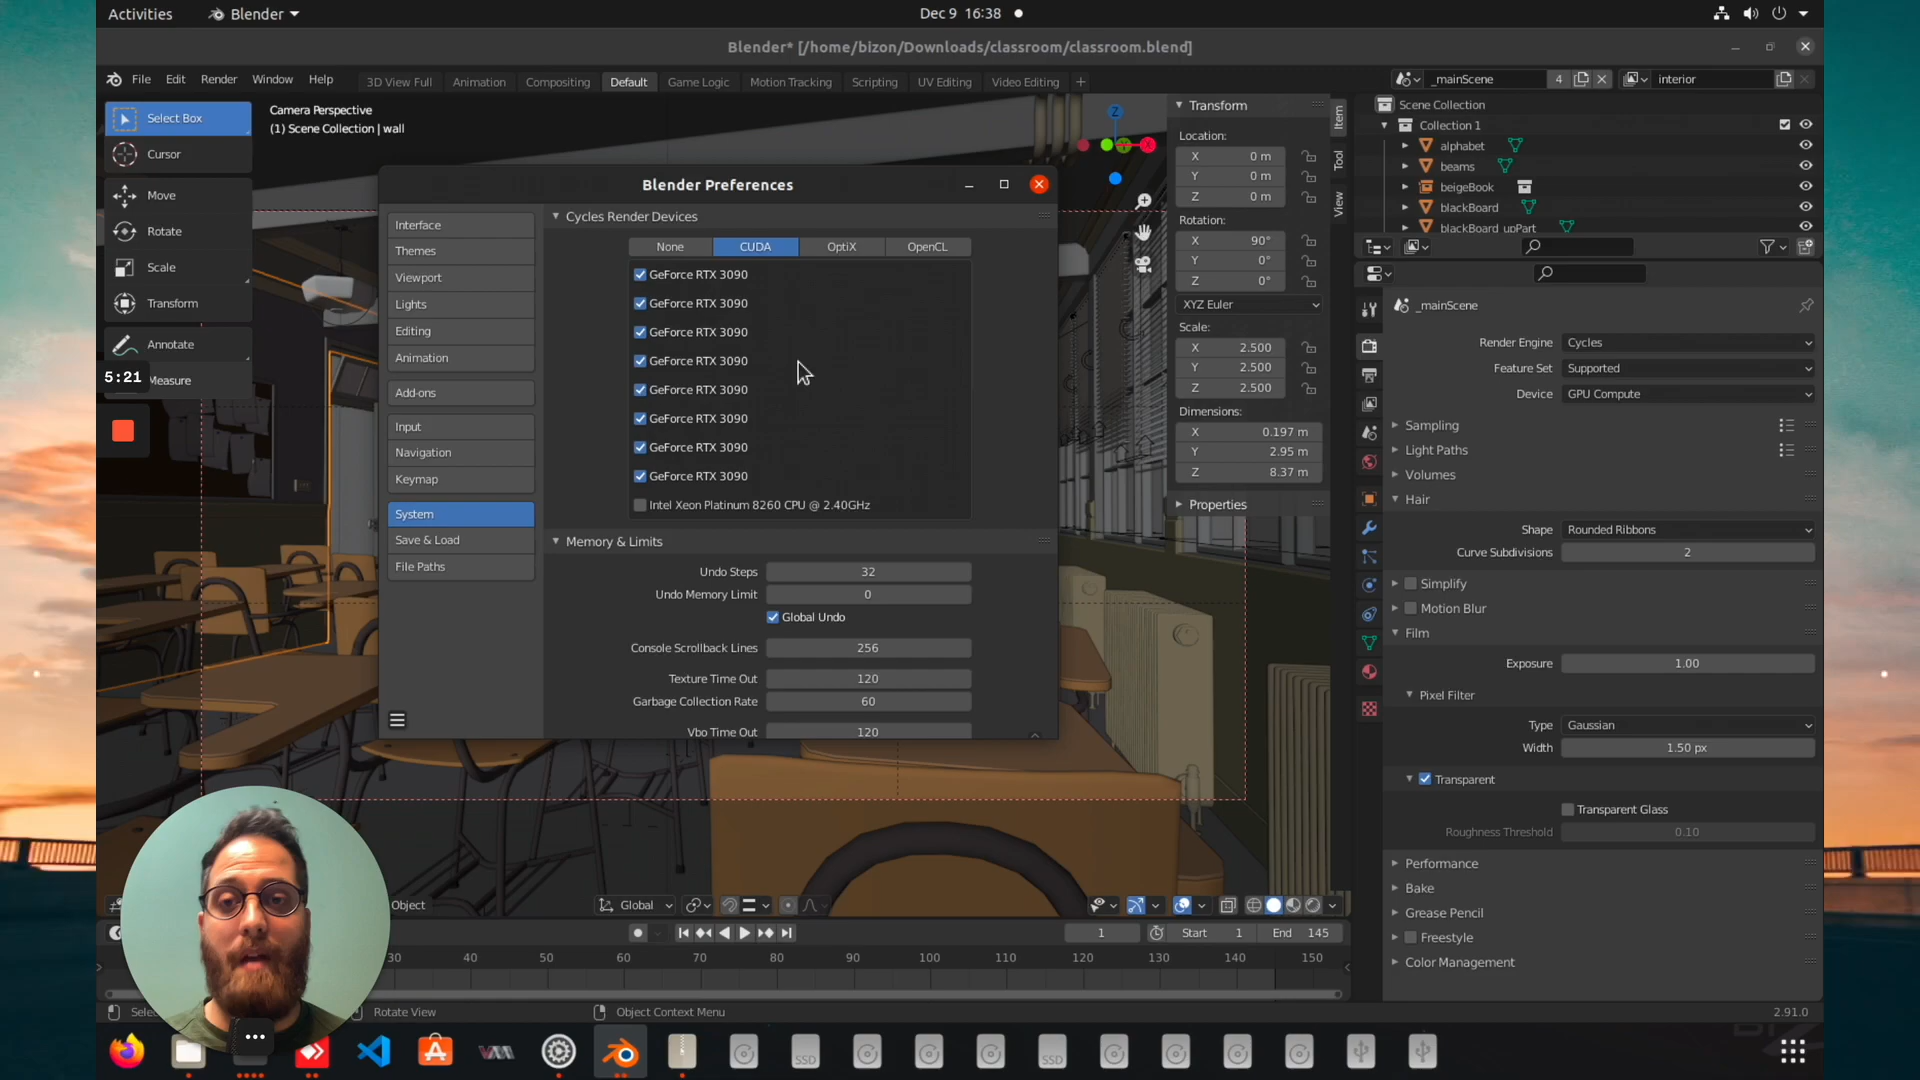 Activities
Blender
Dec 9 16:38
Blender* [/home/bizon/Downloads/classroom/classroom.blend]
File Edit Render Window Help
3D View Full Animation Compositing Default Game Logic Motion Tracking Scripting UV Editing Video Editing +
_mainScene 4
interior
Select Box
Cursor
Move
Rotate
Scale
Transform
Annotate
Measure
5:21
Camera Perspective
(1) Scene Collection | wall
Z
X
Blender Preferences
Interface
Themes
Viewport
Lights
Editing
Animation
Add-ons
Input
Navigation
Keymap
System
Save & Load
File Paths
Cycles Render Devices
None CUDA OptiX OpenCL
GeForce RTX 3090
GeForce RTX 3090
GeForce RTX 3090
GeForce RTX 3090
GeForce RTX 3090
GeForce RTX 3090
GeForce RTX 3090
GeForce RTX 3090
Intel Xeon Platinum 8260 CPU @ 2.40GHz
Memory & Limits
Undo Steps 32
Undo Memory Limit 0
Global Undo
Console Scrollback Lines 256
Texture Time Out 120
Garbage Collection Rate 60
Vbo Time Out 120
Transform
Location:
X 0 m
Y 0 m
Z 0 m
Rotation:
X 90°
Y 0°
Z 0°
XYZ Euler
Scale:
X 2.500
Y 2.500
Z 2.500
Dimensions:
X 0.197 m
Y 2.95 m
Z 8.37 m
Properties
Item
Tool
View
Scene Collection
Collection 1
alphabet
beams
beigeBook
blackBoard
blackBoard upPart
_mainScene
Render Engine Cycles
Feature Set Supported
Device GPU Compute
Sampling
Light Paths
Volumes
Hair
Shape Rounded Ribbons
Curve Subdivisions 2
Simplify
Motion Blur
Film
Exposure 1.00
Pixel Filter
Type Gaussian
Width 1.50 px
Transparent
Transparent Glass
Roughness Threshold 0.10
Performance
Bake
Grease Pencil
Freestyle
Color Management
Object
Global
1
Start 1
End 145
30 40 50 60 70 80 90 100 110 120 130 140 150
Selec
Rotate View
Object Context Menu
2.91.0
SSD
SSD